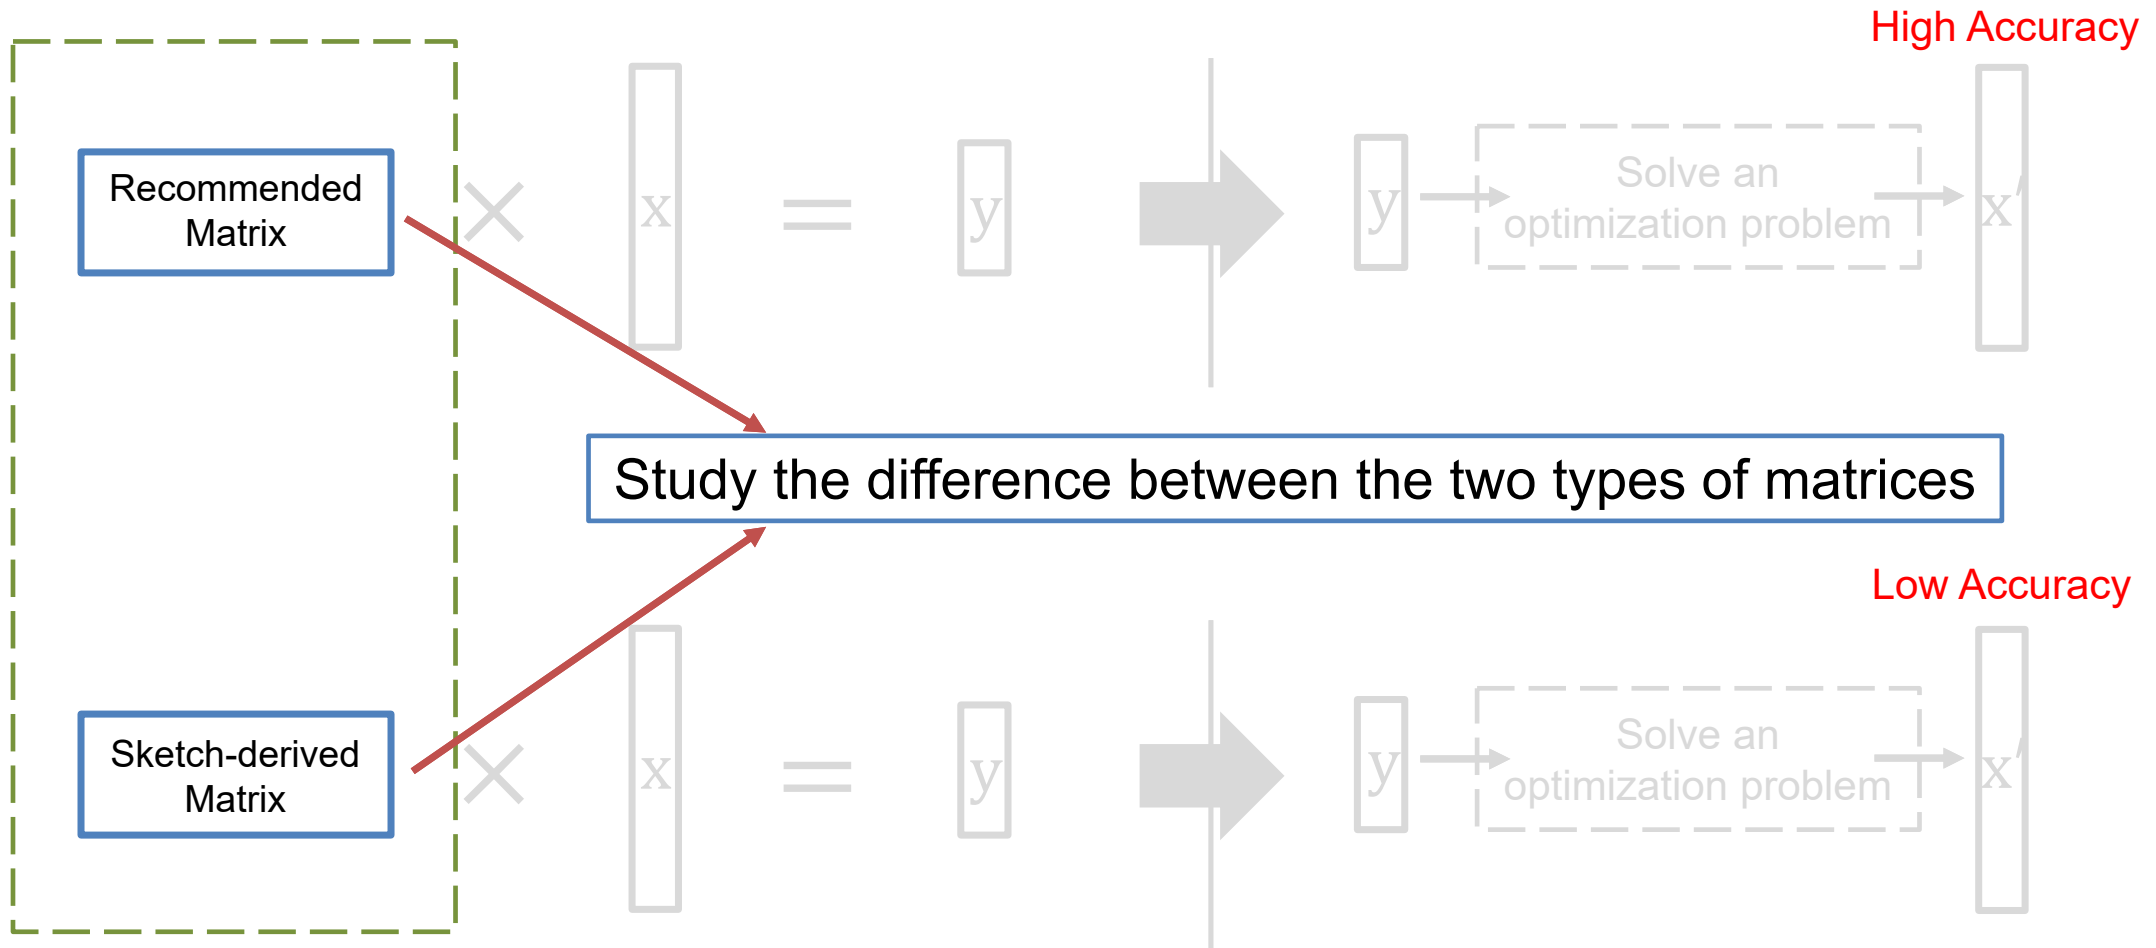 High Accuracy
Recommended
Matrix
×
x
=
y
y
Solve an
optimization problem
x′
Study the difference between the two types of matrices
Low Accuracy
Sketch-derived
Matrix
×
x
=
y
y
Solve an
optimization problem
x′